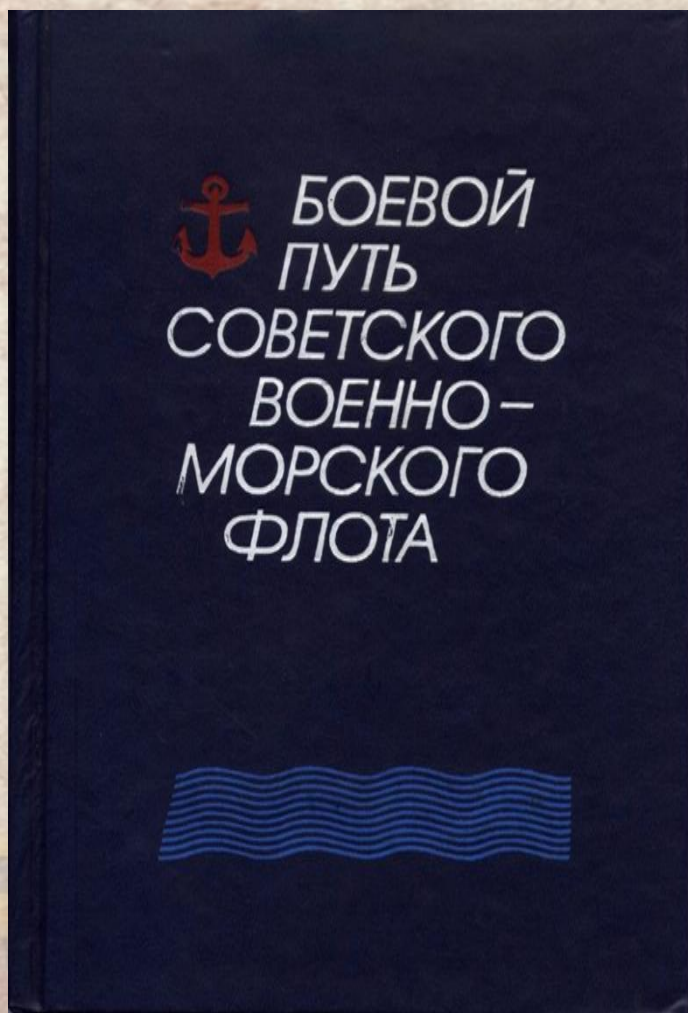 БОЕВОЙ
ПУТЬ
СОВЕТСКОГО
ВОЕННО-
МОРСКОГО
ФЛОТА